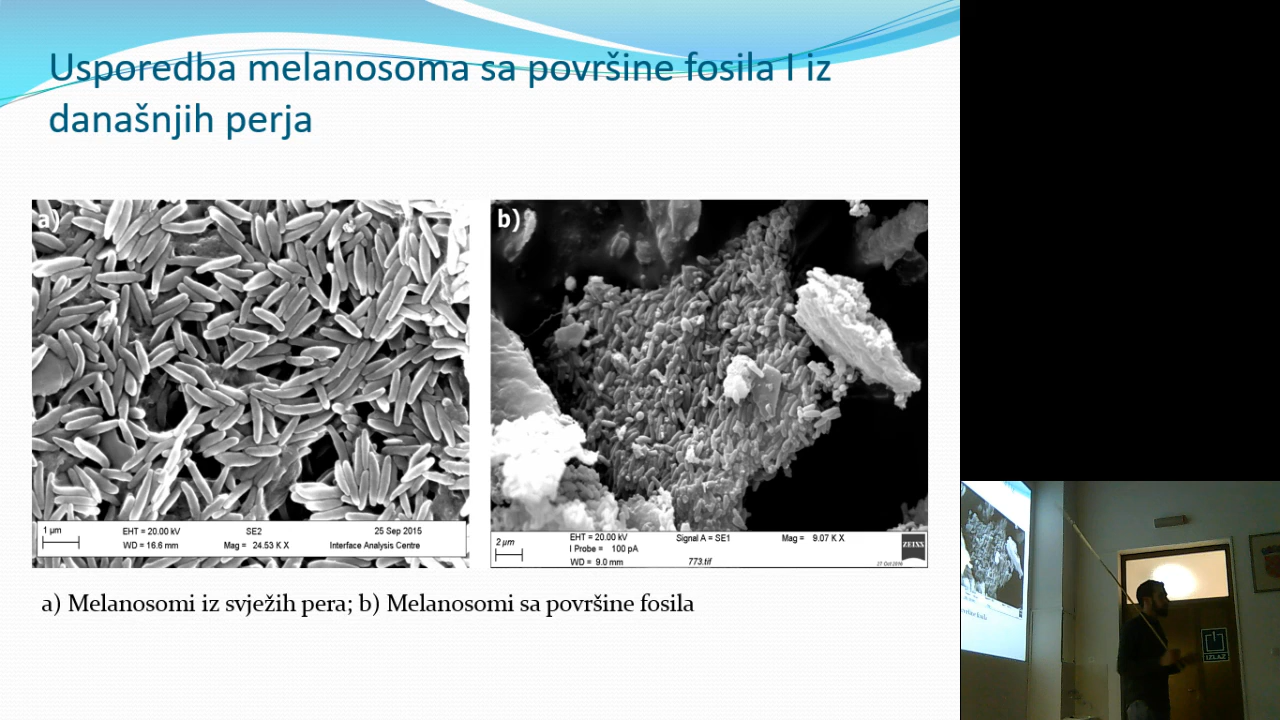 Usporedba melanosoma sa površine fosila I iz
današnjih perja
a)
1 µm
EHT = 20.00 kV
SE2
25 Sep 2015
WD = 16.6 mm
Mag = 24.53 K X
Interface Analysis Centre
b)
2 µm
EHT = 20.00 kV
Signal A = SE1
Mag = 9.07 K X
I Probe = 100 pA
WD = 9.0 mm
773.tif
ZEISS
27 Oct 2016
a) Melanosomi iz svježih pera; b) Melanosomi sa površine fosila
IZLAZ